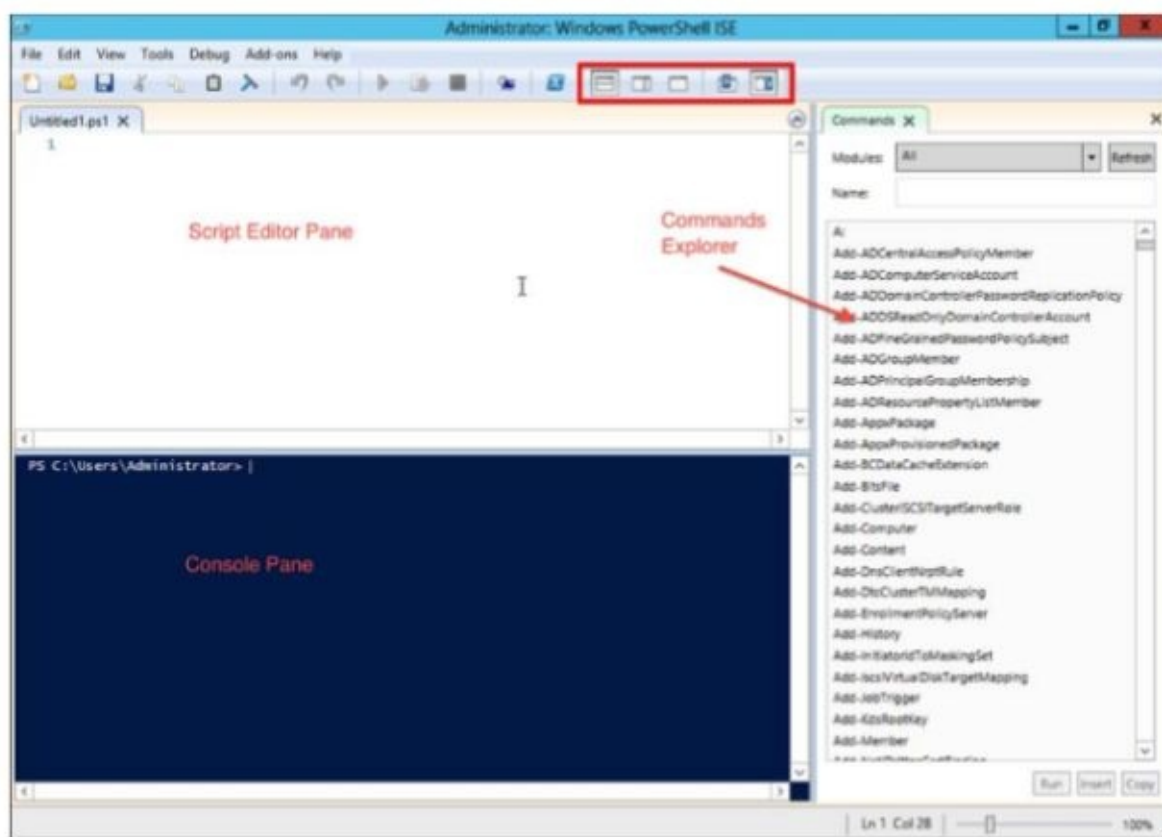 Administrator: Windows PowerShell ISE
File Edit View Tools Debug Add-ons Help
Untitled1.ps1 X
1
Script Editor Pane
Commands Explorer
PS C:\Users\Administrator>
Console Pane
Commands X
Modules: All Refresh
Name:
A:
Add-ADCentralAccessPolicyMember
Add-ADComputerServiceAccount
Add-ADDomainControllerPasswordReplicationPolicy
Add-ADDSReadOnlyDomainControllerAccount
Add-ADFineGrainedPasswordPolicySubject
Add-ADGroupMember
Add-ADPrincipalGroupMembership
Add-ADResourcePropertyListMember
Add-AppxPackage
Add-AppxProvisionedPackage
Add-BCDataCacheExtension
Add-BitsFile
Add-ClusteriSCSITargetServerRole
Add-Computer
Add-Content
Add-DnsClientNrptRule
Add-DtcClusterTMMapping
Add-EnrollmentPolicyServer
Add-History
Add-InitiatorIdToMaskingSet
Add-IscsiVirtualDiskTargetMapping
Add-JobTrigger
Add-KdsRootKey
Add-Member
Run Insert Copy
Ln 1 Col 28 100%